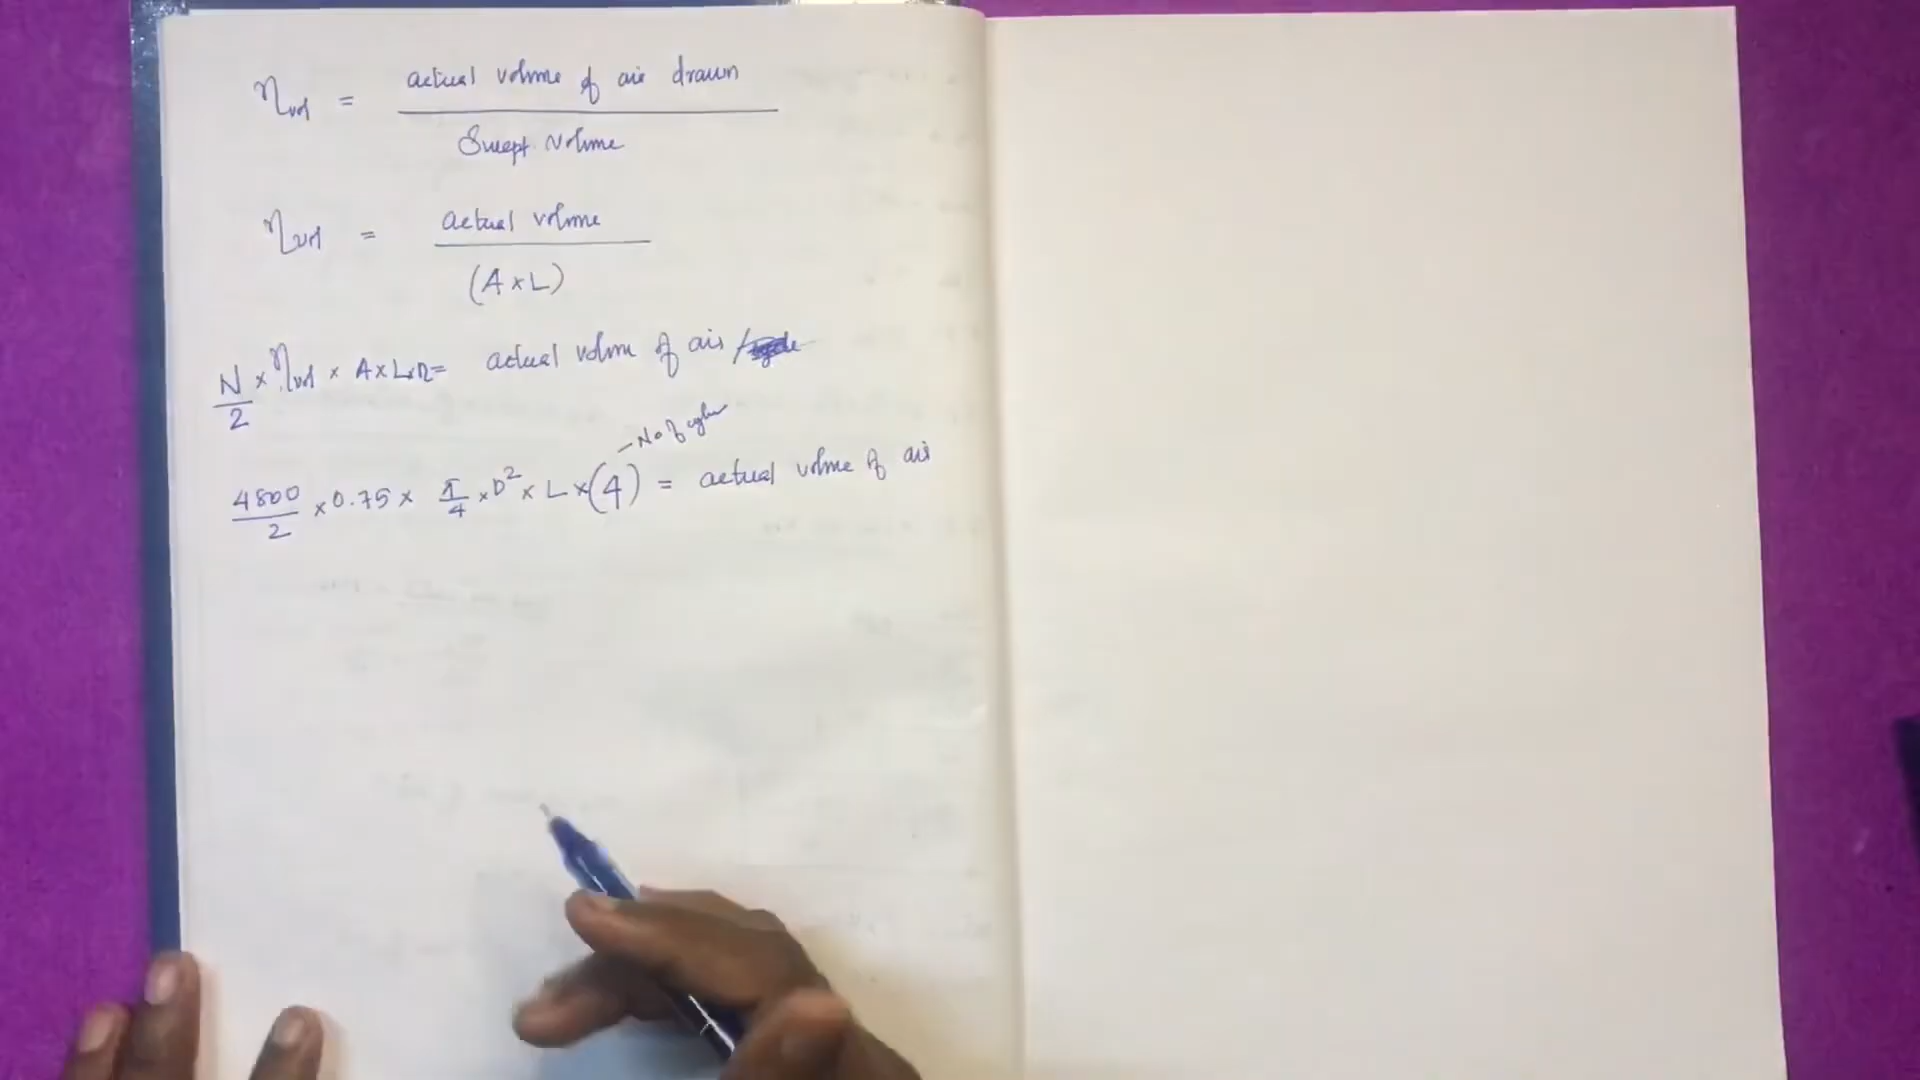 ηvol = actual volume of air drawn
Swept volume
ηvol = actual volume
(A × L)
N/2 × ηvol × A × L × n = actual volume of air /
- No of cylin
4800/2 × 0.75 × π/4 × D² × L × (4) = actual volume of air